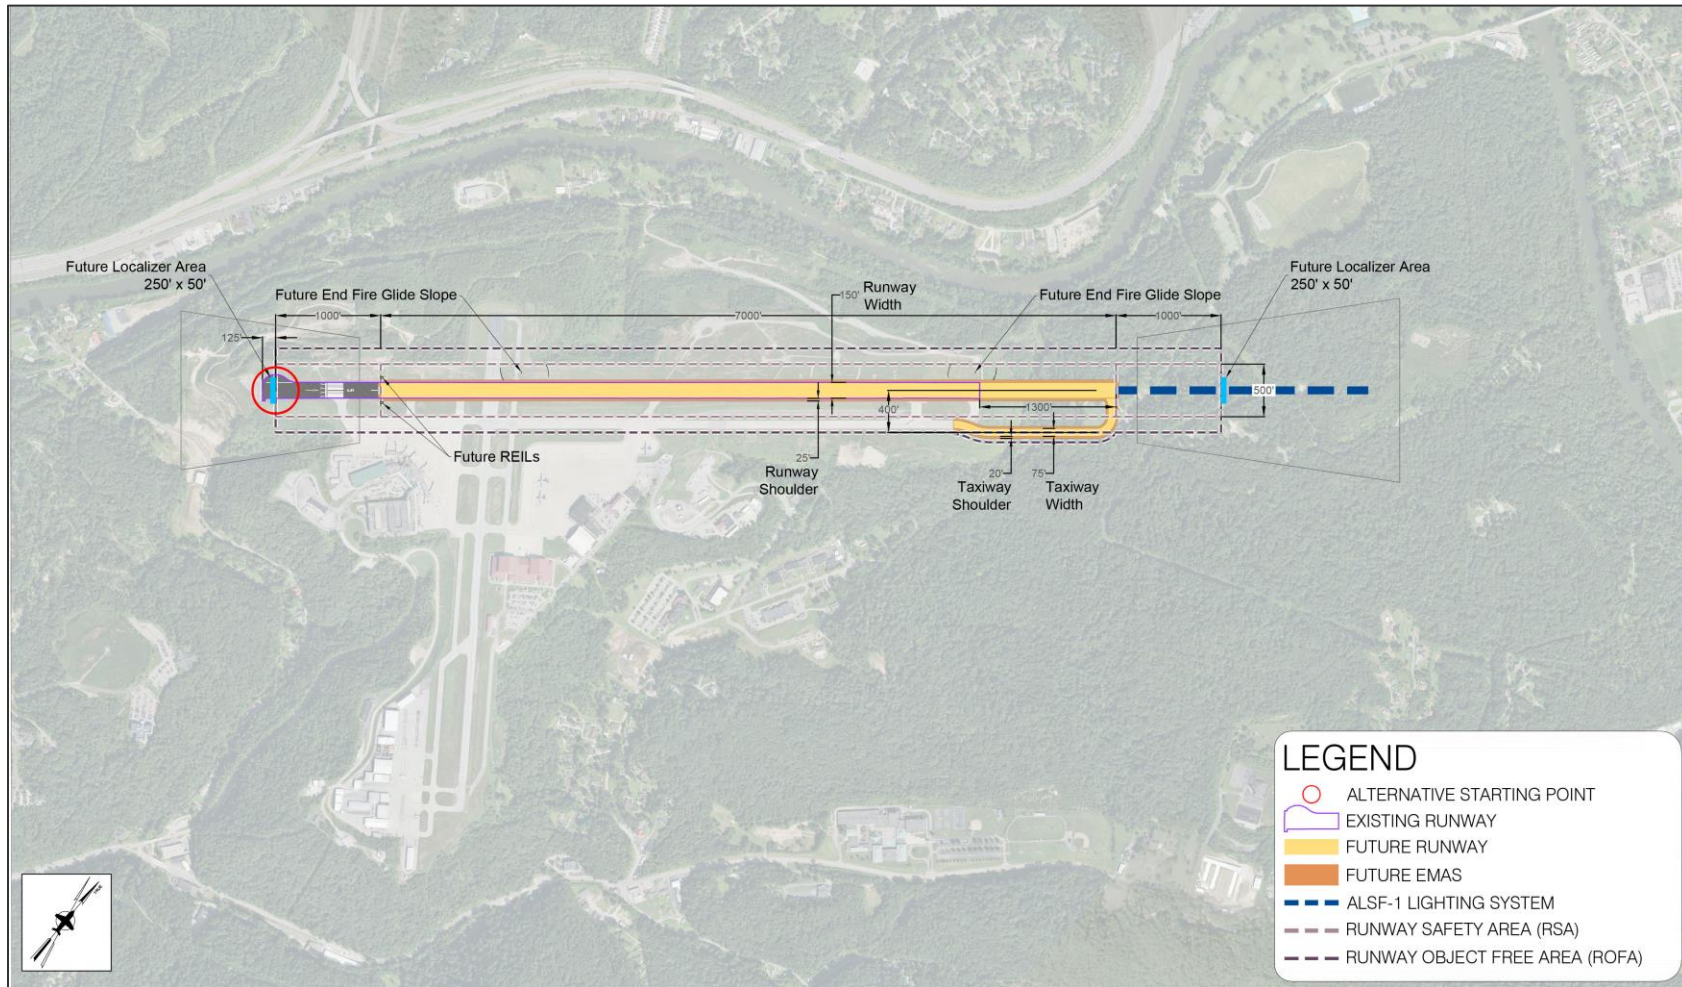 Future Localizer Area
250' x 50'
Future End Fire Glide Slope
150'
Runway
Width
Future End Fire Glide Slope
Future Localizer Area
250' x 50'
1000'
7000'
1000'
125'
500'
400'
1300'
Future REILs
25'
Runway
Shoulder
20'
Taxiway
Shoulder
75'
Taxiway
Width
LEGEND
ALTERNATIVE STARTING POINT
EXISTING RUNWAY
FUTURE RUNWAY
FUTURE EMAS
ALSF-1 LIGHTING SYSTEM
RUNWAY SAFETY AREA (RSA)
RUNWAY OBJECT FREE AREA (ROFA)